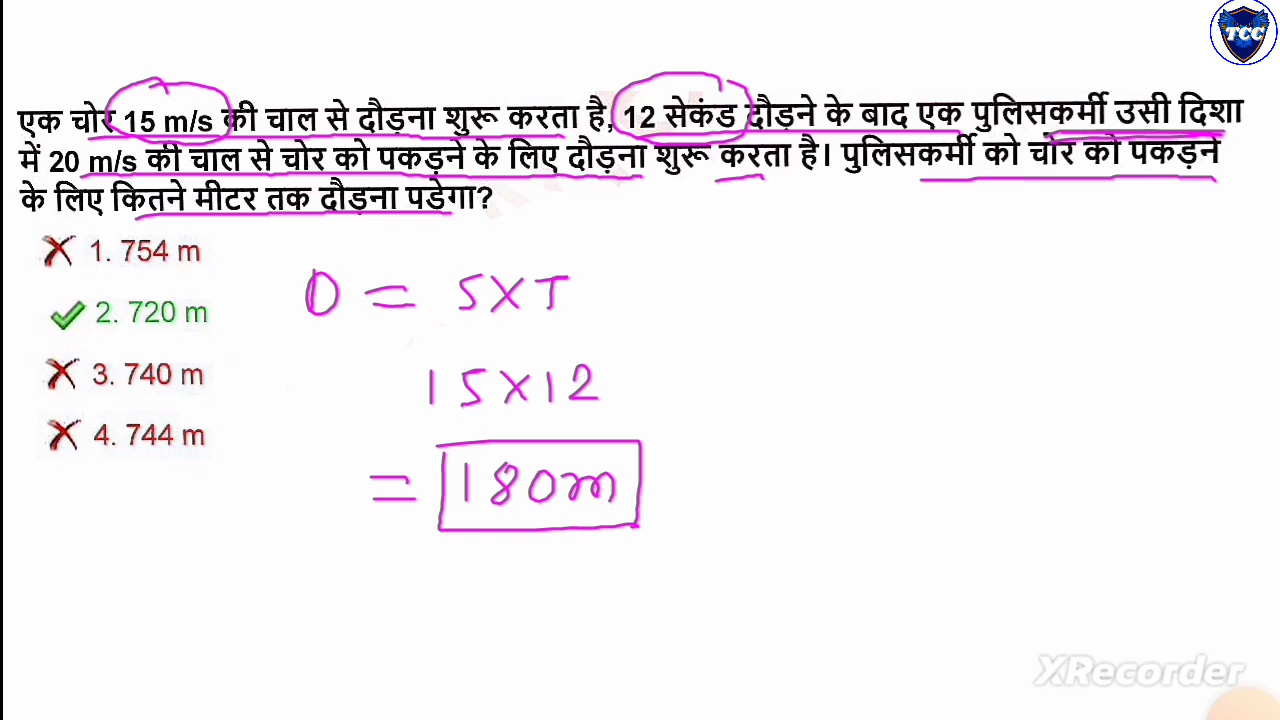 TCC
एक चोर 15 m/s की चाल से दौड़ना शुरू करता है, 12 सेकंड दौड़ने के बाद एक पुलिसकर्मी उसी दिशा
में 20 m/s की चाल से चोर को पकड़ने के लिए दौड़ना शुरू करता है। पुलिसकर्मी को चोर को पकड़ने
के लिए कितने मीटर तक दौड़ना पडेगा?
1. 754 m
2. 720 m
3. 740 m
4. 744 m
D = S X T
15 X 12
= 180m
XRecorder